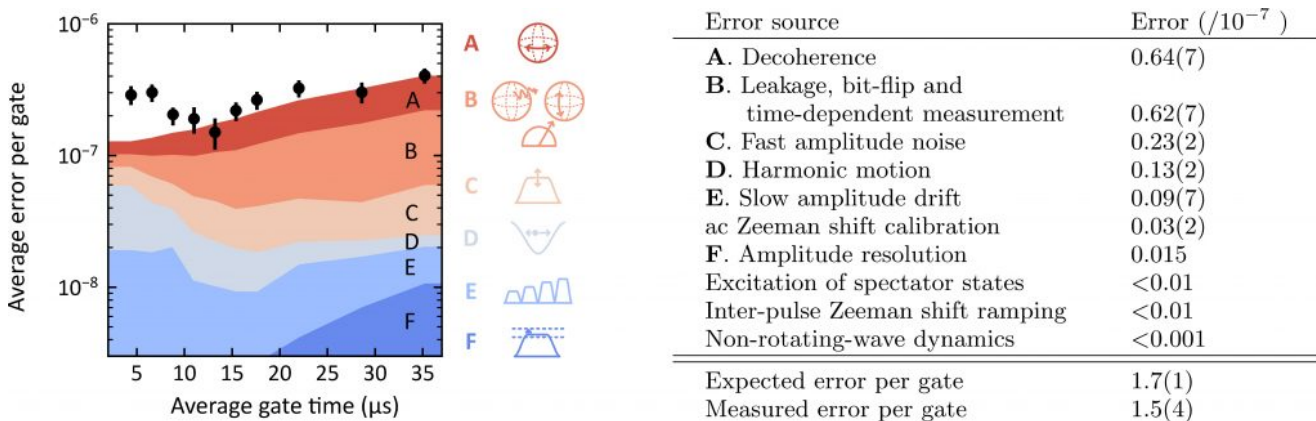 Average error per gate
10⁻⁶
10⁻⁷
10⁻⁸
A
B
C
D
E
F
5 10 15 20 25 30 35
Average gate time (µs)
A
B
C
D
E
F
Error source Error (/10⁻⁷ )
A. Decoherence 0.64(7)
B. Leakage, bit-flip and
time-dependent measurement 0.62(7)
C. Fast amplitude noise 0.23(2)
D. Harmonic motion 0.13(2)
E. Slow amplitude drift 0.09(7)
ac Zeeman shift calibration 0.03(2)
F. Amplitude resolution 0.015
Excitation of spectator states <0.01
Inter-pulse Zeeman shift ramping <0.01
Non-rotating-wave dynamics <0.001
Expected error per gate 1.7(1)
Measured error per gate 1.5(4)